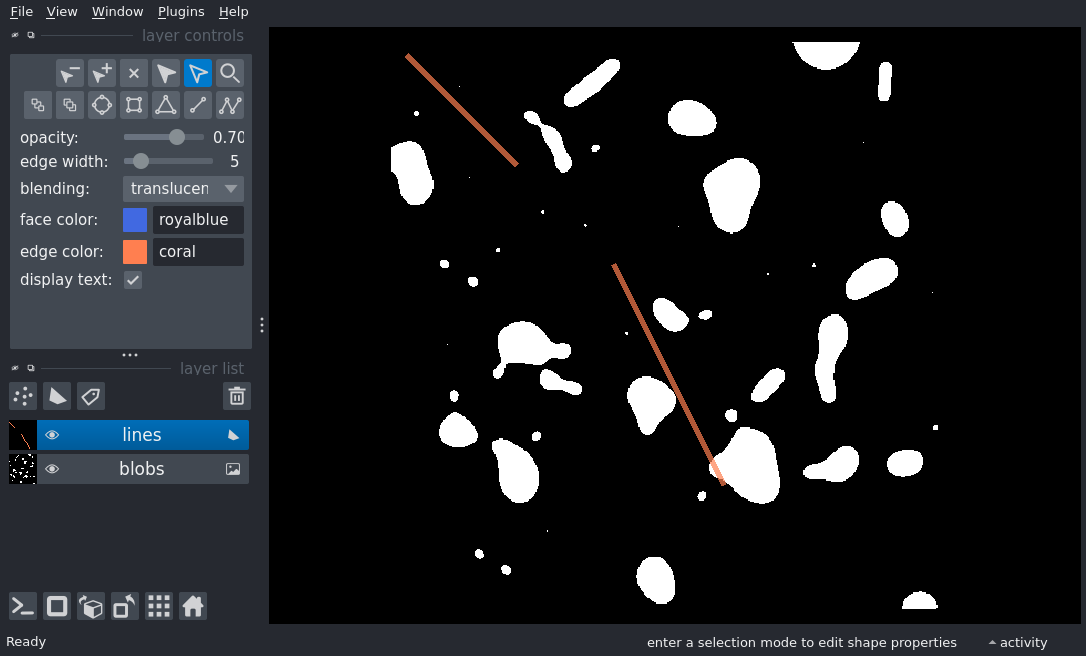 File View Window Plugins Help
layer controls
opacity: 0.70
edge width: 5
blending: translucen
face color: royalblue
edge color: coral
display text:
layer list
lines
blobs
Ready enter a selection mode to edit shape properties activity